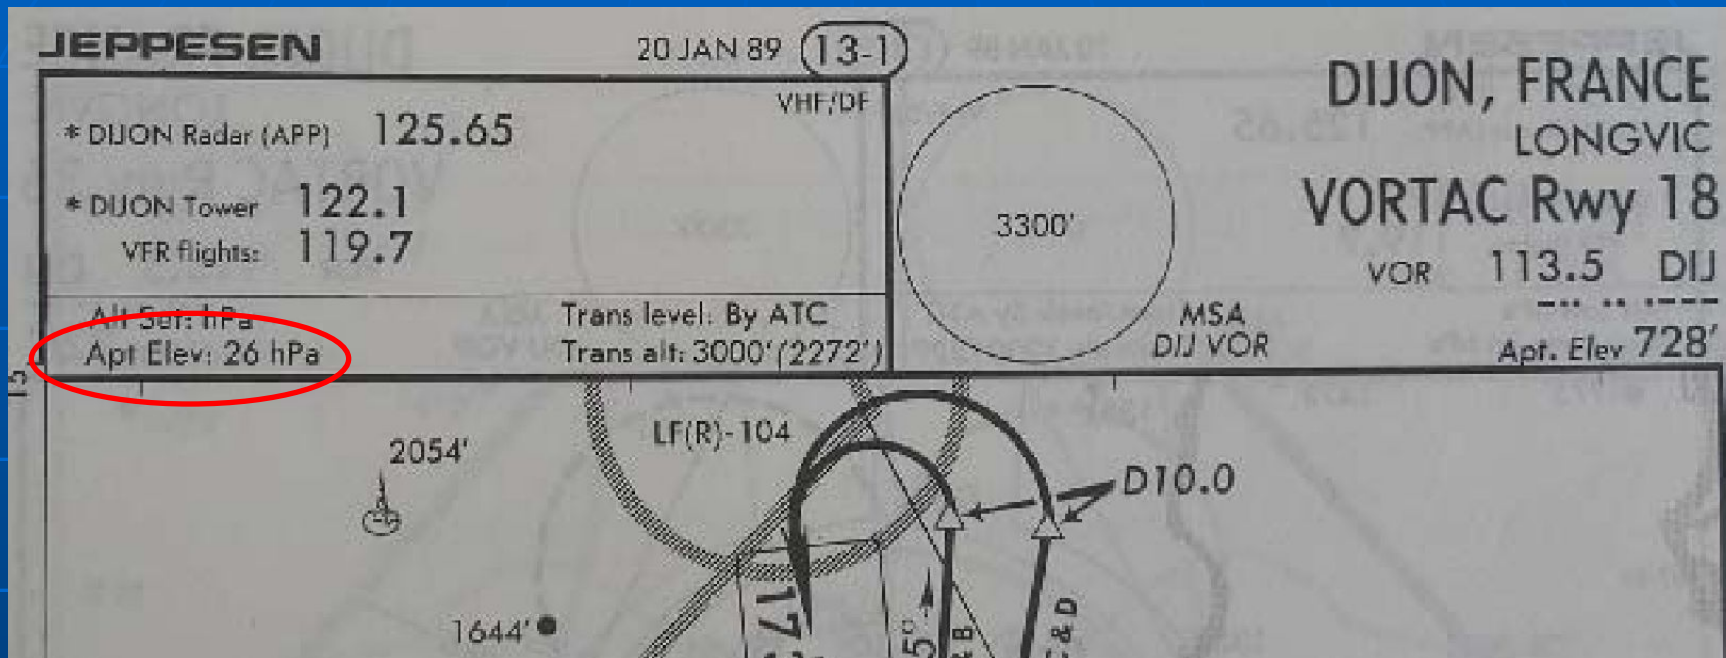 JEPPESEN 20 JAN 89 13-1
DIJON, FRANCE
LONGVIC
VORTAC Rwy 18
VOR 113.5 DIJ
Apt. Elev 728'
VHF/DF
* DIJON Radar (APP) 125.65
* DIJON Tower 122.1
VFR flights: 119.7
Alt Set: hPa
Trans level: By ATC
Apt Elev: 26 hPa
Trans alt: 3000'(2272')
3300'
MSA
DIJ VOR
15
2054'
LF(R)-104
D10.0
1644'
17
5°
& B
C & D